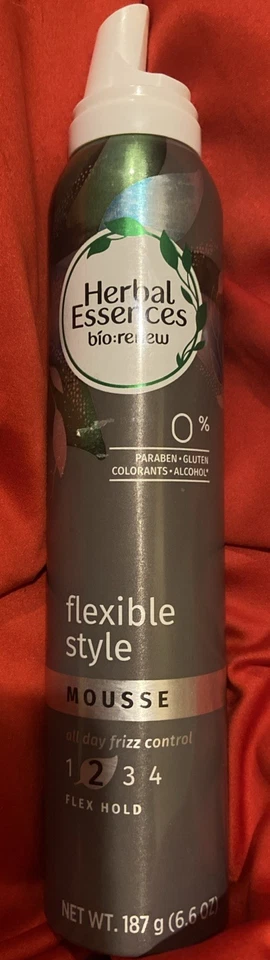 Herbal
Essences
bío:renew
0%
PARABEN • GLUTEN
COLORANTS • ALCOHOL*
flexible
style
MOUSSE
all day frizz control
1 2 3 4
FLEX HOLD
NET WT. 187 g (6.6 OZ)